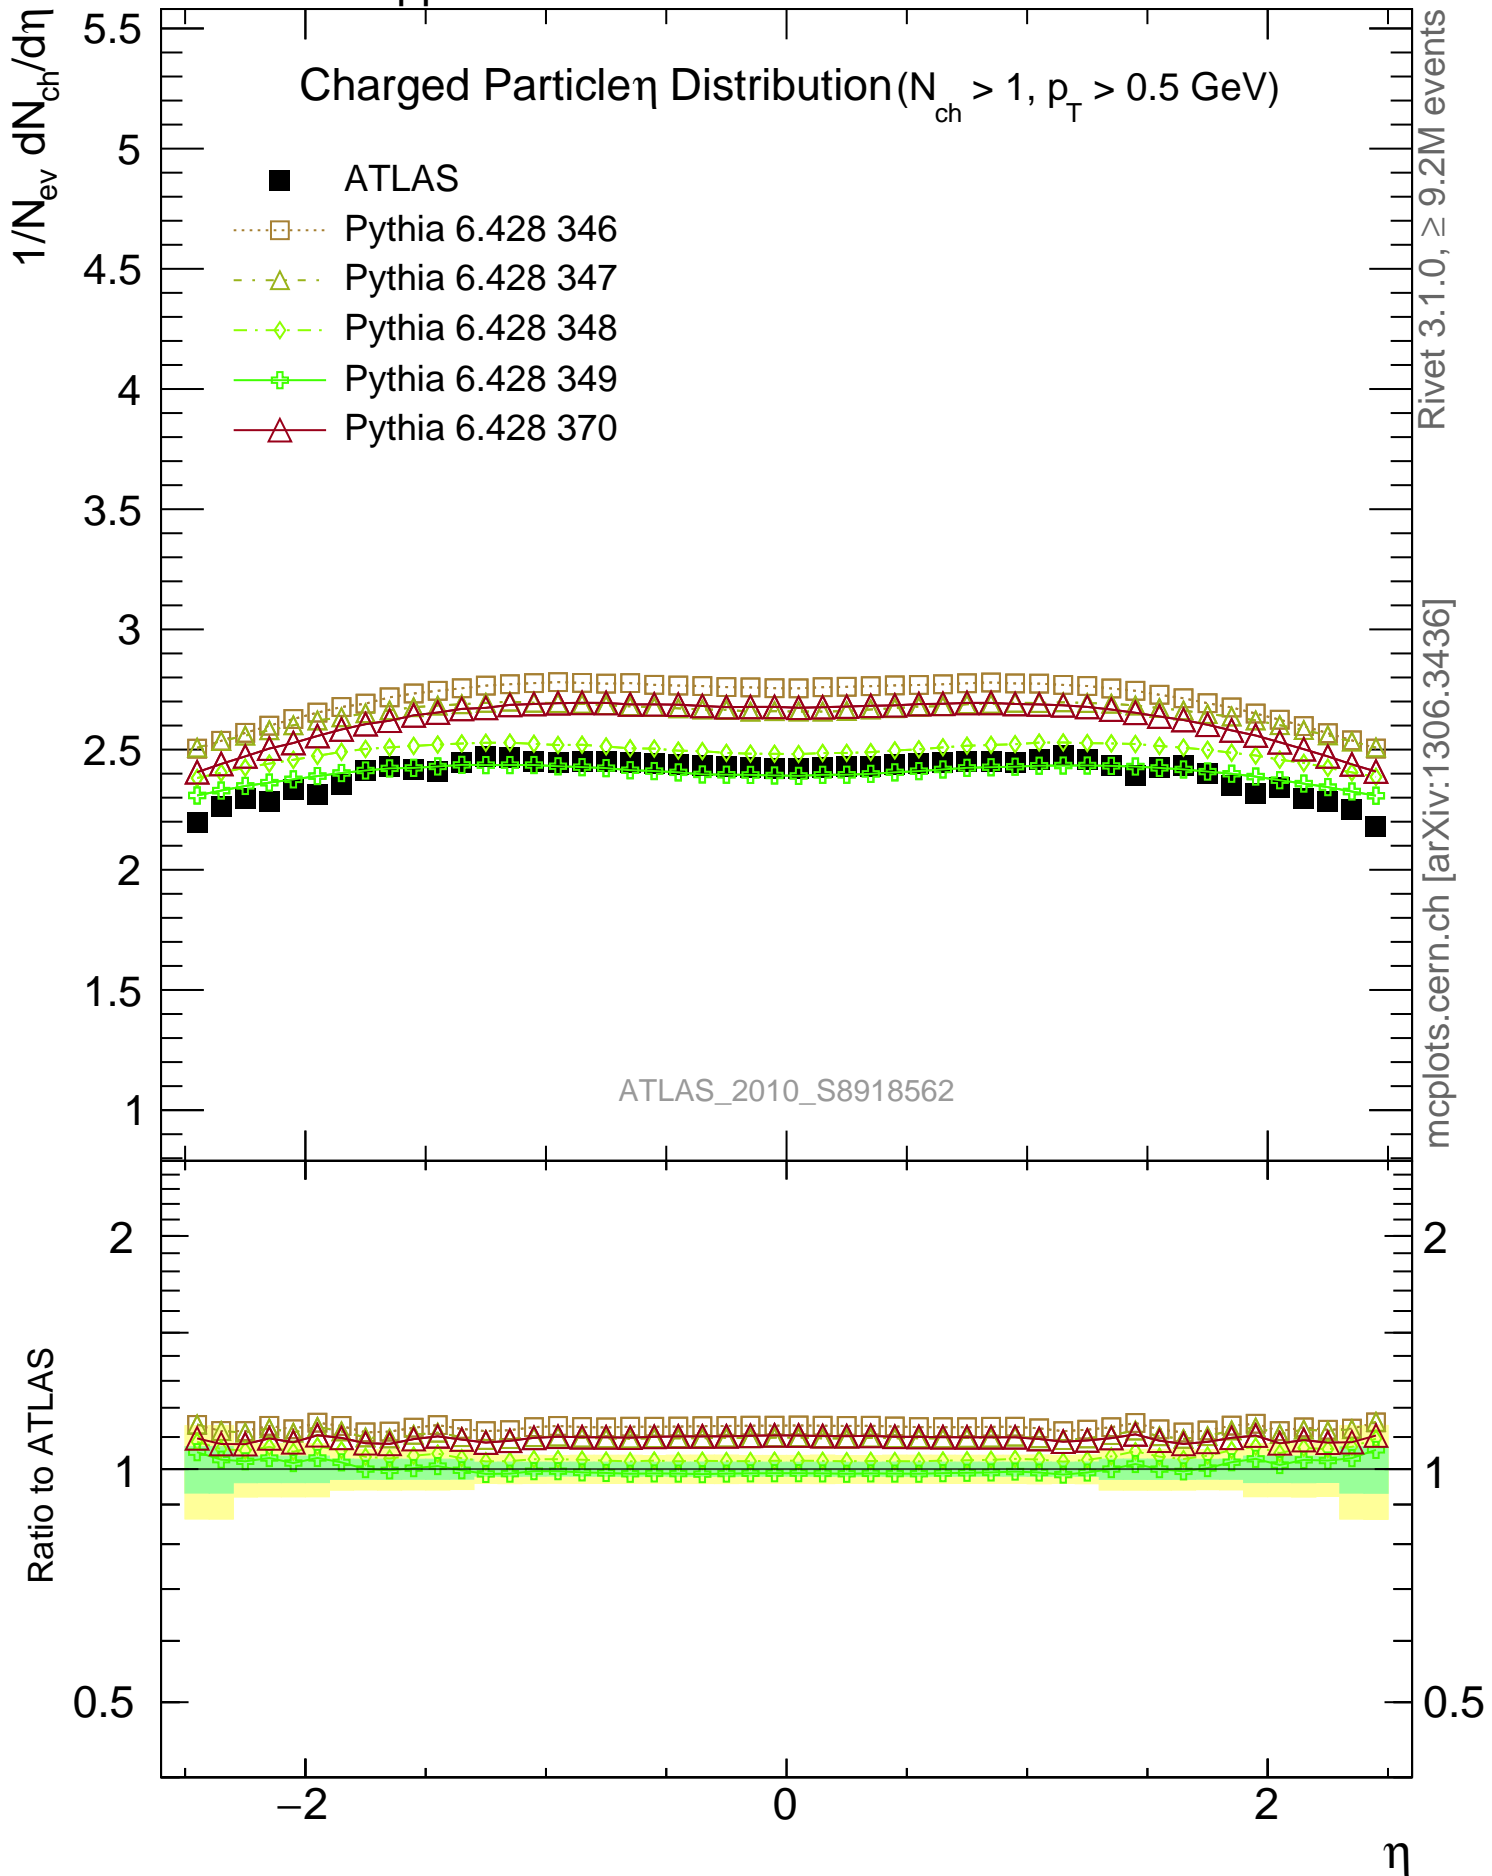 Charged Particleη Distribution (N_ch > 1, p_T > 0.5 GeV)
1/N_ev dN_ch/dη
ATLAS
Pythia 6.428 346
Pythia 6.428 347
Pythia 6.428 348
Pythia 6.428 349
Pythia 6.428 370
5.5
5
4.5
4
3.5
3
2.5
2
1.5
1
ATLAS_2010_S8918562
Rivet 3.1.0, ≥ 9.2M events
mcplots.cern.ch [arXiv:1306.3436]
Ratio to ATLAS
2
1
0.5
2
1
0.5
−2
0
2
η